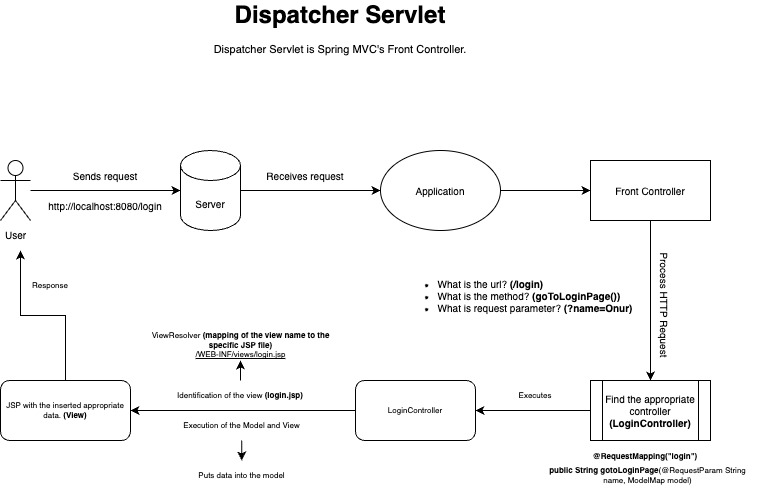 Dispatcher Servlet
Dispatcher Servlet is Spring MVC's Front Controller.
Sends request
http://localhost:8080/login
User
Server
Receives request
Application
Front Controller
Process HTTP Request
• What is the url? (/login)
• What is the method? (goToLoginPage())
• What is request parameter? (?name=Onur)
Response
ViewResolver (mapping of the view name to the
specific JSP file)
/WEB-INF/views/login.jsp
Identification of the view (login.jsp)
Execution of the Model and View
Puts data into the model
JSP with the inserted appropriate
data. (View)
LoginController
Executes
Find the appropriate
controller
(LoginController)
@RequestMapping("login")
public String gotoLoginPage(@RequestParam String
name, ModelMap model)